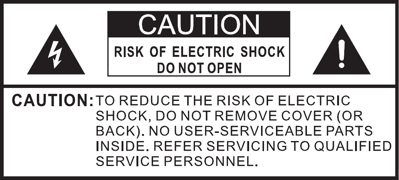 CAUTION
RISK OF ELECTRIC SHOCK
DO NOT OPEN
CAUTION: TO REDUCE THE RISK OF ELECTRIC
SHOCK, DO NOT REMOVE COVER (OR
BACK). NO USER-SERVICEABLE PARTS
INSIDE. REFER SERVICING TO QUALIFIED
SERVICE PERSONNEL.